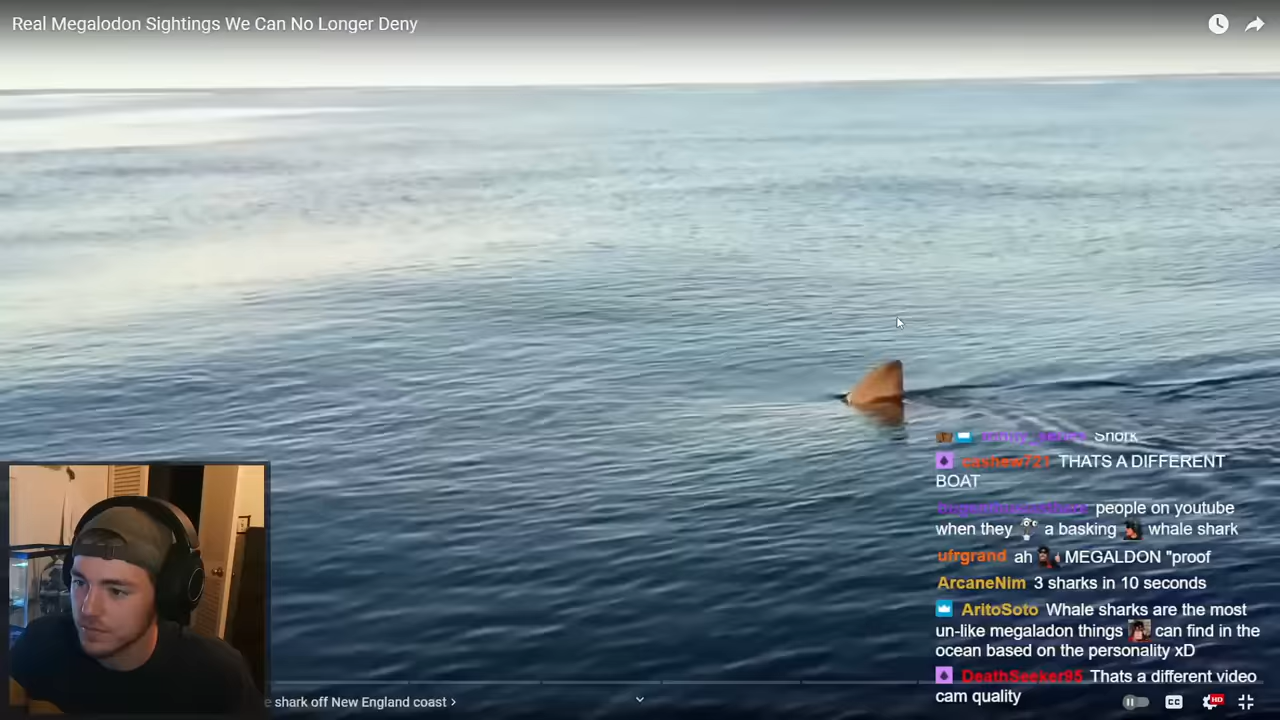 Real Megalodon Sightings We Can No Longer Deny
Snork
cashew721 THATS A DIFFERENT
BOAT
people on youtube
when they a basking whale shark
ufrgrand ah MEGALDON "proof
ArcaneNim 3 sharks in 10 seconds
AritoSoto Whale sharks are the most
un-like megaladon things can find in the
ocean based on the personality xD
DeathSeeker95 Thats a different video
cam quality
e shark off New England coast
CC
HD